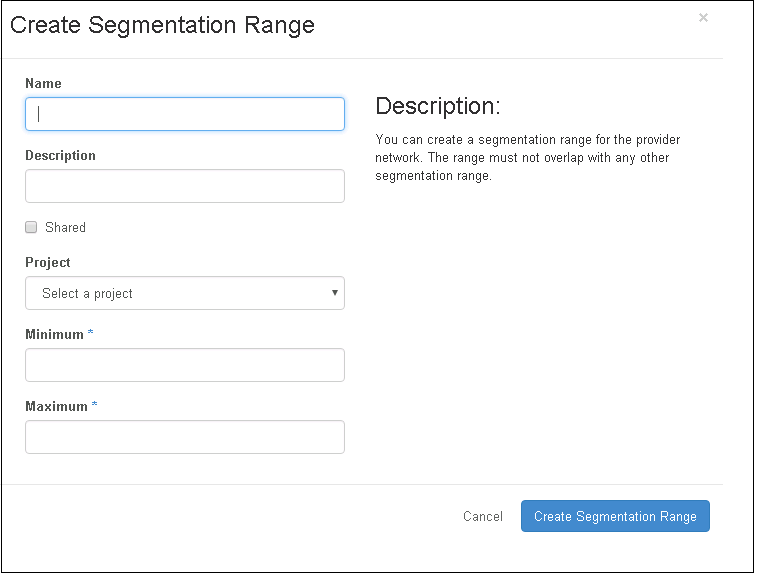 Create Segmentation Range
×
Name
Description:
You can create a segmentation range for the provider
network. The range must not overlap with any other
segmentation range.
Description
Shared
Project
Select a project
Minimum *
Maximum *
Cancel
Create Segmentation Range